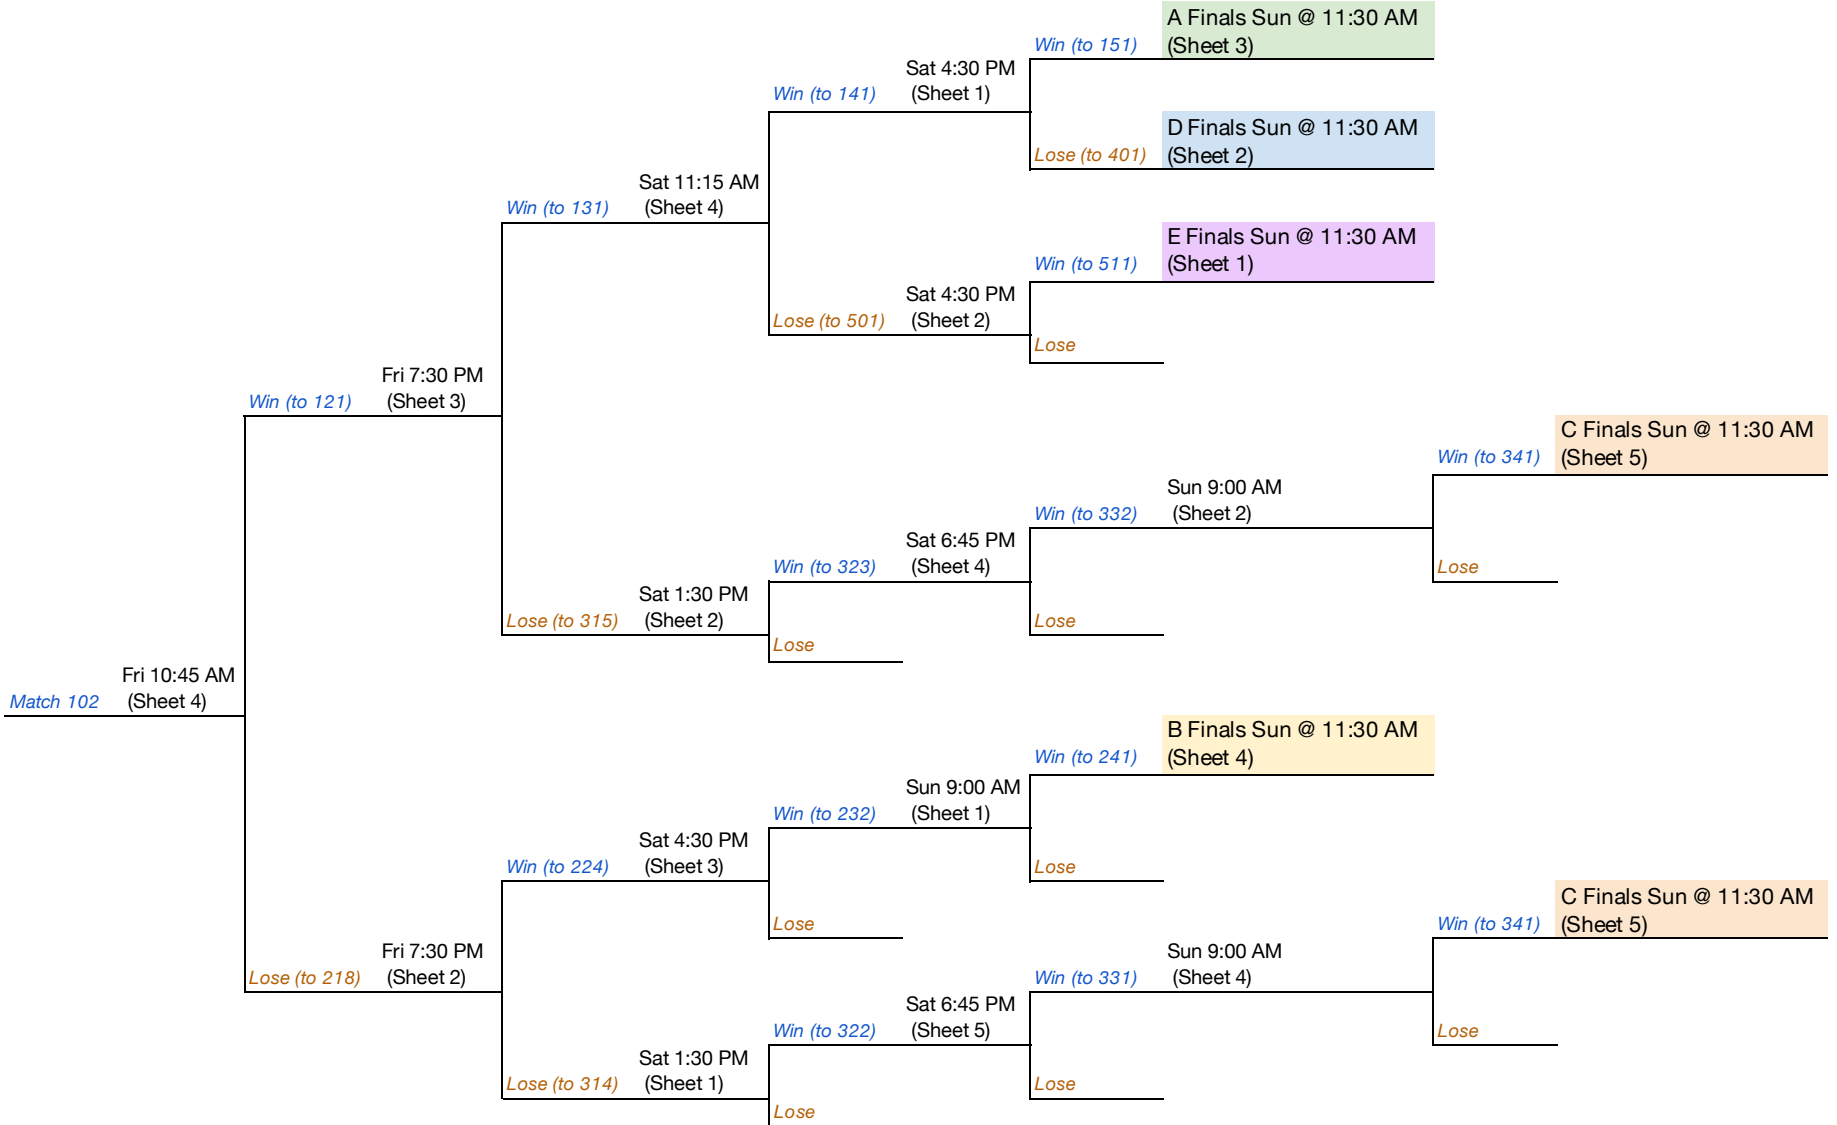 A Finals Sun @ 11:30 AM
Win (to 151)
(Sheet 3)
Sat 4:30 PM
Win (to 141)
(Sheet 1)
D Finals Sun @ 11:30 AM
Lose (to 401)
(Sheet 2)
Sat 11:15 AM
Win (to 131)
(Sheet 4)
E Finals Sun @ 11:30 AM
Win (to 511)
(Sheet 1)
Sat 4:30 PM
Lose (to 501)
(Sheet 2)
Lose
Fri 7:30 PM
Win (to 121)
(Sheet 3)
C Finals Sun @ 11:30 AM
Win (to 341)
(Sheet 5)
Sun 9:00 AM
Win (to 332)
(Sheet 2)
Sat 6:45 PM
Win (to 323)
(Sheet 4)
Lose
Sat 1:30 PM
Lose (to 315)
(Sheet 2)
Lose
Lose
Fri 10:45 AM
Match 102
(Sheet 4)
B Finals Sun @ 11:30 AM
Win (to 241)
(Sheet 4)
Sun 9:00 AM
Win (to 232)
(Sheet 1)
Sat 4:30 PM
Win (to 224)
(Sheet 3)
Lose
Lose
C Finals Sun @ 11:30 AM
Win (to 341)
(Sheet 5)
Fri 7:30 PM
Lose (to 218)
(Sheet 2)
Sun 9:00 AM
Win (to 331)
(Sheet 4)
Sat 6:45 PM
Win (to 322)
(Sheet 5)
Lose
Sat 1:30 PM
Lose (to 314)
(Sheet 1)
Lose
Lose